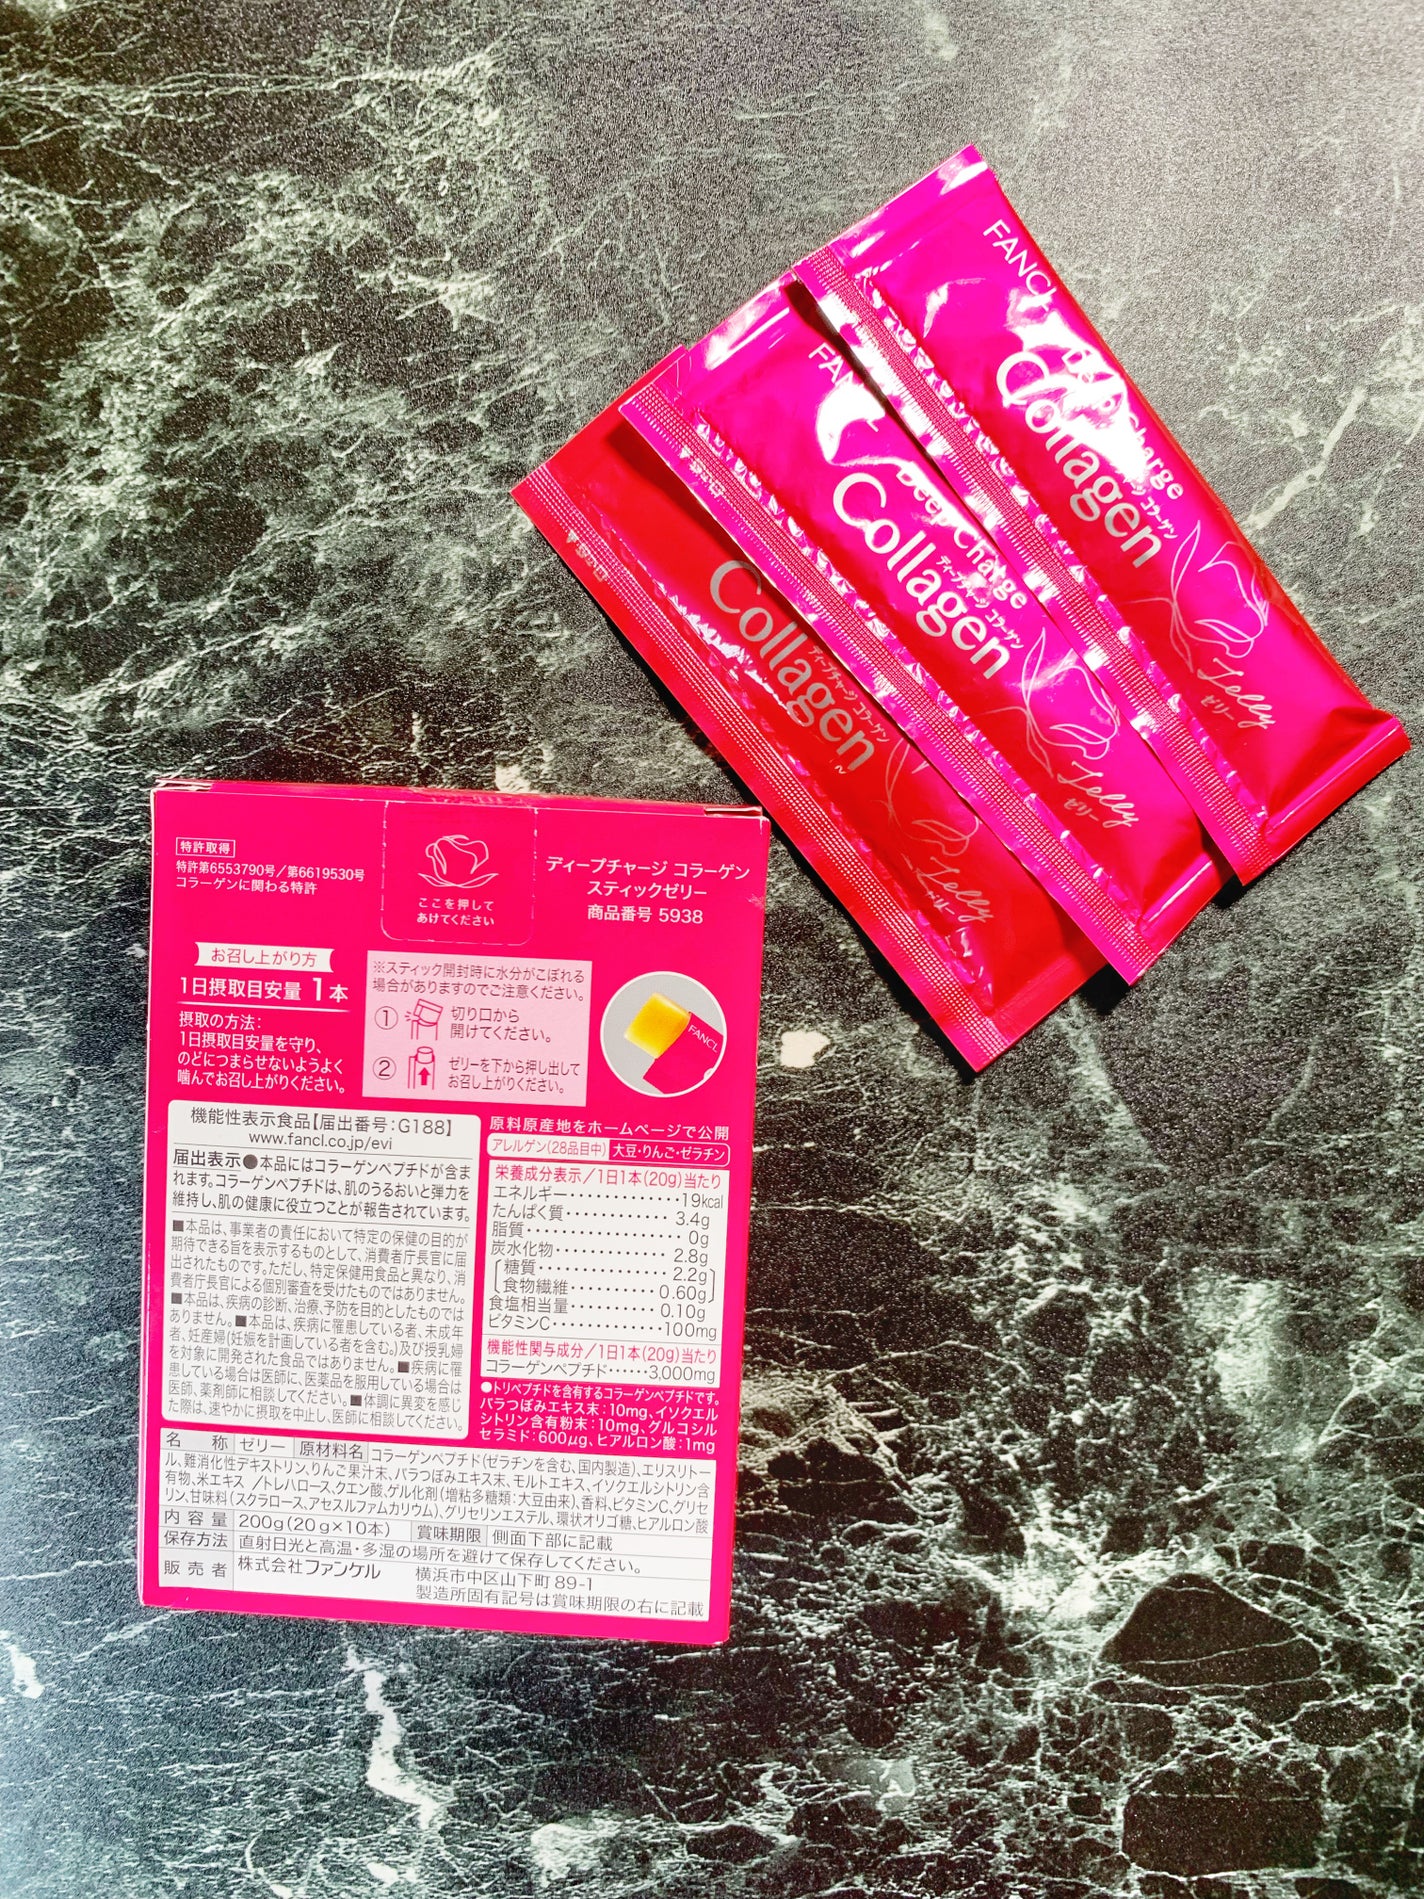 FANCL
Deep Charge
Collagen
ディープチャージ コラーゲン
Jelly
ゼリー
FANCL
Deep Charge
Collagen
ディープチャージ コラーゲン
Jelly
ゼリー
Collagen
ディープチャージ コラーゲン
Jelly
ゼリー
特許取得
特許第6553790号/第6619530号
コラーゲンに関わる特許
ここを押して
あけてください
ディープチャージ コラーゲン
スティックゼリー
商品番号 5938
お召し上がり方
1日摂取目安量 1本
摂取の方法:
1日摂取目安量を守り、
のどにつまらせないようよく
噛んでお召し上がりください。
※スティック開封時に水分がこぼれる
場合がありますのでご注意ください。
① 切り口から
開けてください。
② ゼリーを下から押し出して
お召し上がりください。
FANCL
機能性表示食品【届出番号:G188】
www.fancl.co.jp/evi
届出表示●本品にはコラーゲンペプチドが含ま
れます。コラーゲンペプチドは、肌のうるおいと弾力を
維持し、肌の健康に役立つことが報告されています。
■本品は、事業者の責任において特定の保健の目的が
期待できる旨を表示するものとして、消費者庁長官に届
出されたものです。ただし、特定保健用食品と異なり、消
費者庁長官による個別審査を受けたものではありません。
■本品は、疾病の診断、治療、予防を目的としたものでは
ありません。■本品は、疾病に罹患している者、未成年
者、妊産婦(妊娠を計画している者を含む。)及び授乳婦
を対象に開発された食品ではありません。■疾病に罹
患している場合は医師に、医薬品を服用している場合は
医師、薬剤師に相談してください。■体調に異変を感じ
た際は、速やかに摂取を中止し、医師に相談してください。
原料原産地をホームページで公開
アレルゲン(28品目中) 大豆・りんご・ゼラチン
栄養成分表示/1日1本(20g)当たり
エネルギー・・・・・・・・・・・・・19kcal
たんぱく質・・・・・・・・・・・・3.4g
脂質・・・・・・・・・・・・・・・・・0g
炭水化物・・・・・・・・・・・・・2.8g
糖質・・・・・・・・・・・・・・・2.2g
食物繊維・・・・・・・・・・0.60g
食塩相当量・・・・・・・・・・0.10g
ビタミンC・・・・・・・・・・・・・100mg
機能性関与成分/1日1本(20g)当たり
コラーゲンペプチド・・・・・・3,000mg
●トリペプチドを含有するコラーゲンペプチドです。
バラつぼみエキス末:10mg、イソクエル
シトリン含有粉末:10mg、グルコシル
セラミド:600μg、ヒアルロン酸:1mg
名 称 ゼリー 原材料名 コラーゲンペプチド(ゼラチンを含む、国内製造)、エリスリトー
ル、難消化性デキストリン、りんご果汁末、バラつぼみエキス末、モルトエキス、イソクエルシトリン含
有物、米エキス/トレハロース、クエン酸、ゲル化剤(増粘多糖類:大豆由来)、香料、ビタミンC、グリセ
リン、甘味料(スクラロース、アセスルファムカリウム)、グリセリンエステル、環状オリゴ糖、ヒアルロン酸
内容量 200g(20g×10本) 賞味期限 側面下部に記載
保存方法 直射日光と高温・多湿の場所を避けて保存してください。
販売者 株式会社ファンケル 横浜市中区山下町89-1
製造所固有記号は賞味期限の右に記載